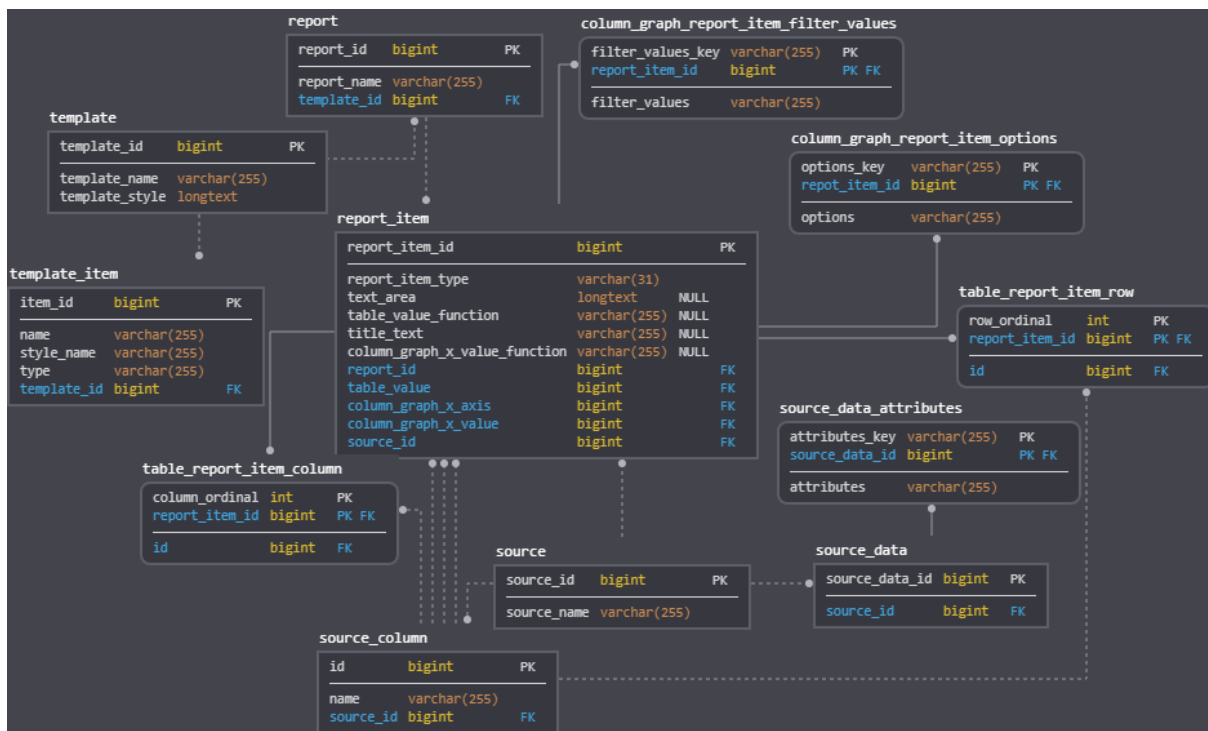 report
report_id bigint PK
report_name varchar(255)
template_id bigint FK
column_graph_report_item_filter_values
filter_values_key varchar(255) PK
report_item_id bigint PK FK
filter_values varchar(255)
template
template_id bigint PK
template_name varchar(255)
template_style longtext
column_graph_report_item_options
options_key varchar(255) PK
repot_item_id bigint PK FK
options varchar(255)
report_item
report_item_id bigint PK
report_item_type varchar(31)
text_area longtext NULL
table_value_function varchar(255) NULL
title_text varchar(255) NULL
column_graph_x_value_function varchar(255) NULL
report_id bigint FK
table_value bigint FK
column_graph_x_axis bigint FK
column_graph_x_value bigint FK
source_id bigint FK
template_item
item_id bigint PK
name varchar(255)
style_name varchar(255)
type varchar(255)
template_id bigint FK
table_report_item_row
row_ordinal int PK
report_item_id bigint PK FK
id bigint FK
source_data_attributes
attributes_key varchar(255) PK
source_data_id bigint PK FK
attributes varchar(255)
table_report_item_column
column_ordinal int PK
report_item_id bigint PK FK
id bigint FK
source
source_id bigint PK
source_name varchar(255)
source_data
source_data_id bigint PK
source_id bigint FK
source_column
id bigint PK
name varchar(255)
source_id bigint FK